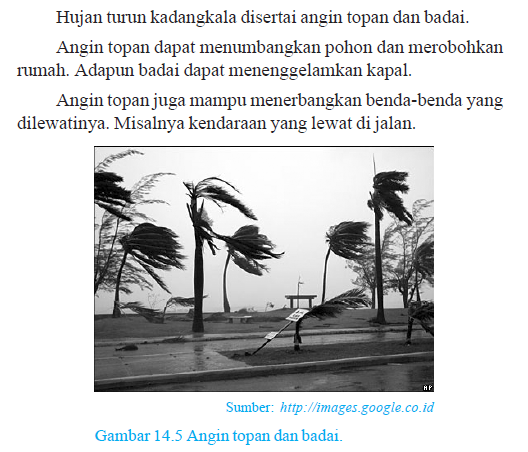 Hujan turun kadangkala disertai angin topan dan badai.
Angin topan dapat menumbangkan pohon dan merobohkan
rumah. Adapun badai dapat menenggelamkan kapal.
Angin topan juga mampu menerbangkan benda-benda yang
dilewatinya. Misalnya kendaraan yang lewat di jalan.
AP
Sumber: http://images.google.co.id
Gambar 14.5 Angin topan dan badai.